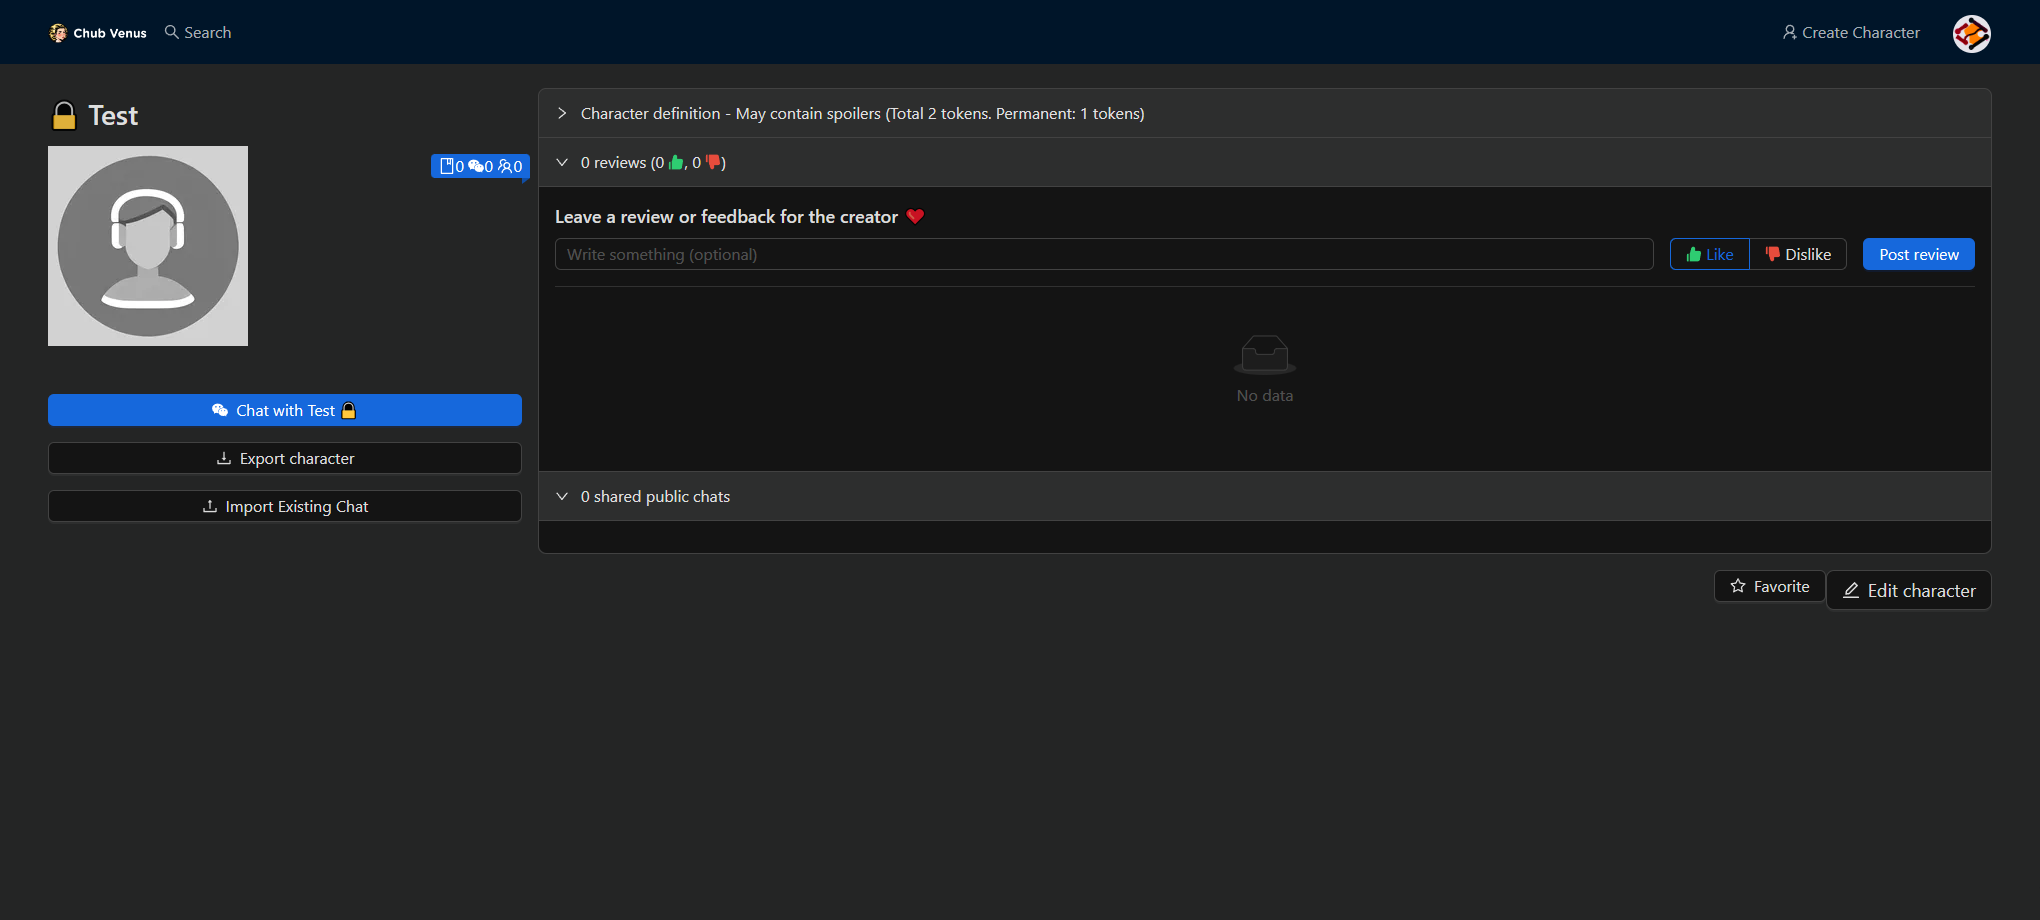 Chub Venus
Search
Create Character
Test
0 0 0
Chat with Test
Export character
Import Existing Chat
Character definition - May contain spoilers (Total 2 tokens. Permanent: 1 tokens)
0 reviews (0 , 0 )
Leave a review or feedback for the creator
Write something (optional)
Like
Dislike
Post review
No data
0 shared public chats
Favorite
Edit character